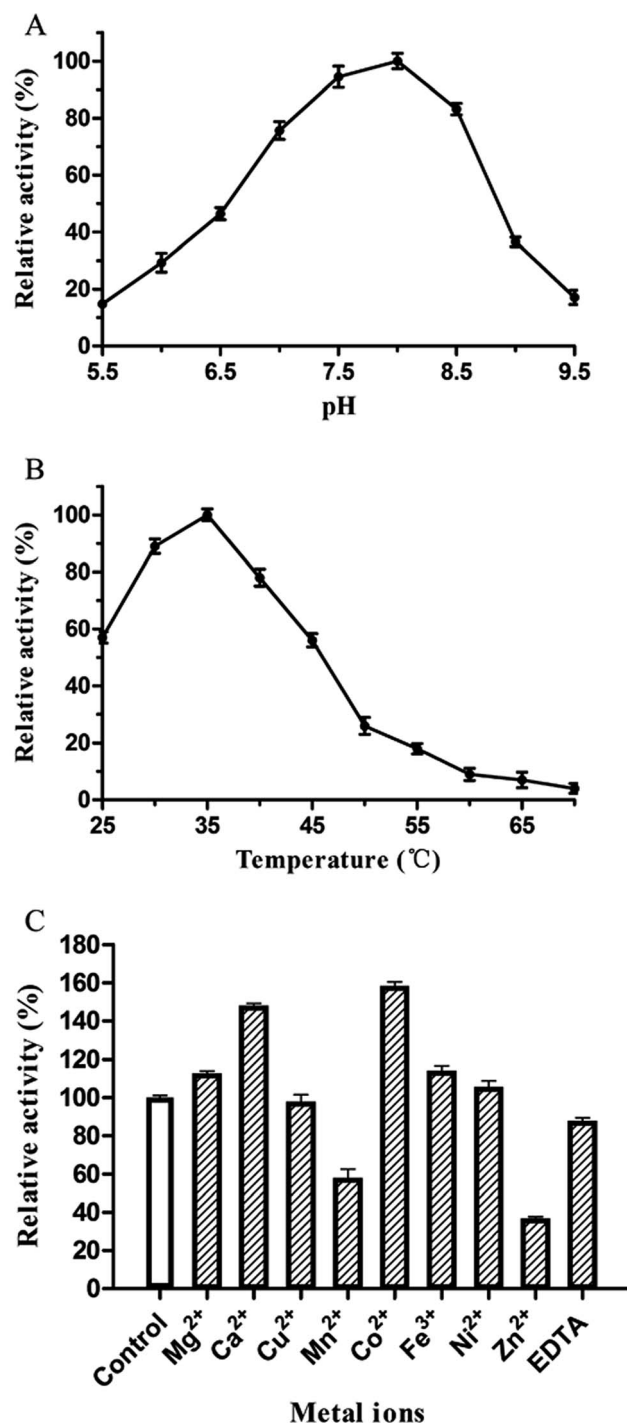 A
Relative activity (%)
100
80
60
40
20
0
5.5 6.5 7.5 8.5 9.5
pH
B
Relative activity (%)
100
80
60
40
20
0
25 35 45 55 65
Temperature (℃)
C
Relative activity (%)
180
160
140
120
100
80
60
40
20
0
Control Mg²⁺ Ca²⁺ Cu²⁺ Mn²⁺ Co²⁺ Fe³⁺ Ni²⁺ Zn²⁺ EDTA
Metal ions